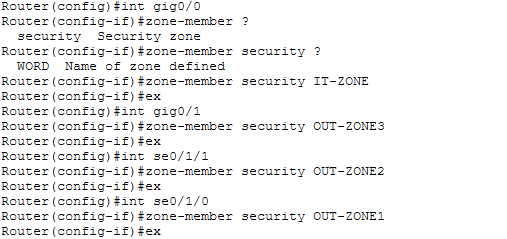 Router(config)#int gig0/0
Router(config-if)#zone-member ?
  security  Security zone
Router(config-if)#zone-member security ?
  WORD  Name of zone defined
Router(config-if)#zone-member security IT-ZONE
Router(config-if)#ex
Router(config)#int gig0/1
Router(config-if)#zone-member security OUT-ZONE3
Router(config-if)#ex
Router(config)#int se0/1/1
Router(config-if)#zone-member security OUT-ZONE2
Router(config-if)#ex
Router(config)#int se0/1/0
Router(config-if)#zone-member security OUT-ZONE1
Router(config-if)#ex